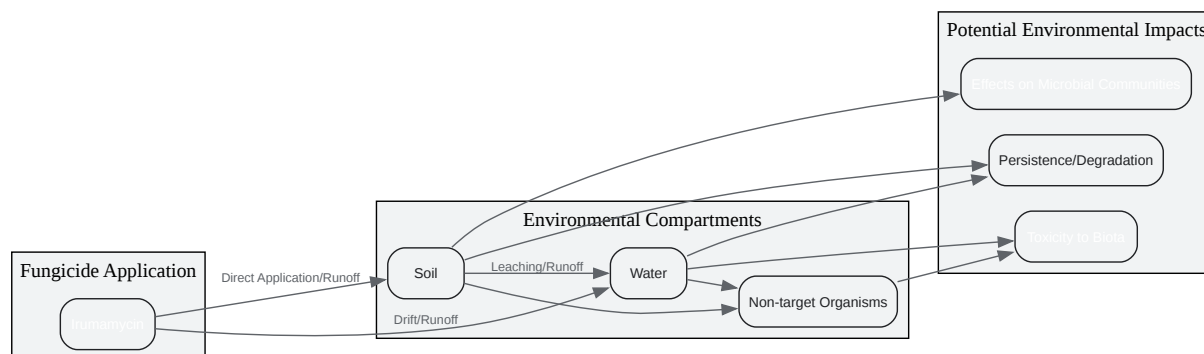 Potential Environmental Impacts
Effects on Microbial Communities
Persistence/Degradation
Toxicity to Biota
Environmental Compartments
Soil
Leaching/Runoff
Water
Non-target Organisms
Fungicide Application
Irumamycin
Direct Application/Runoff
Drift/Runoff